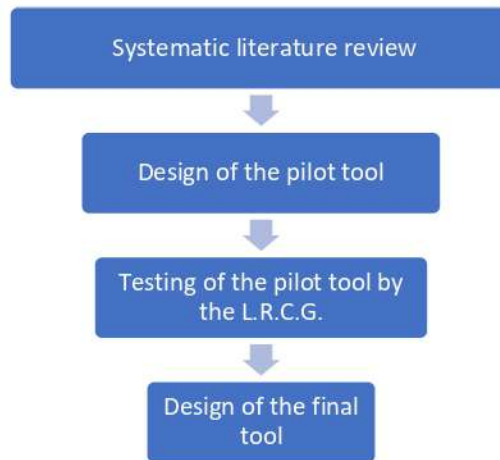 Systematic literature review
Design of the pilot tool
Testing of the pilot tool by
the L.R.C.G.
Design of the final
tool